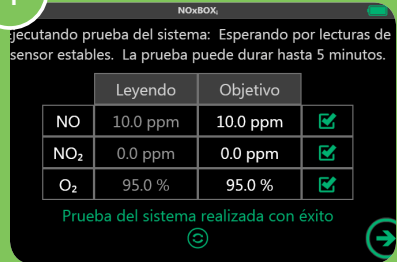 NOxBOXi
Ejecutando prueba del sistema: Esperando por lecturas de
sensor estables. La prueba puede durar hasta 5 minutos.
Leyendo Objetivo
NO 10.0 ppm 10.0 ppm
NO₂ 0.0 ppm 0.0 ppm
O₂ 95.0 % 95.0 %
Prueba del sistema realizada con éxito